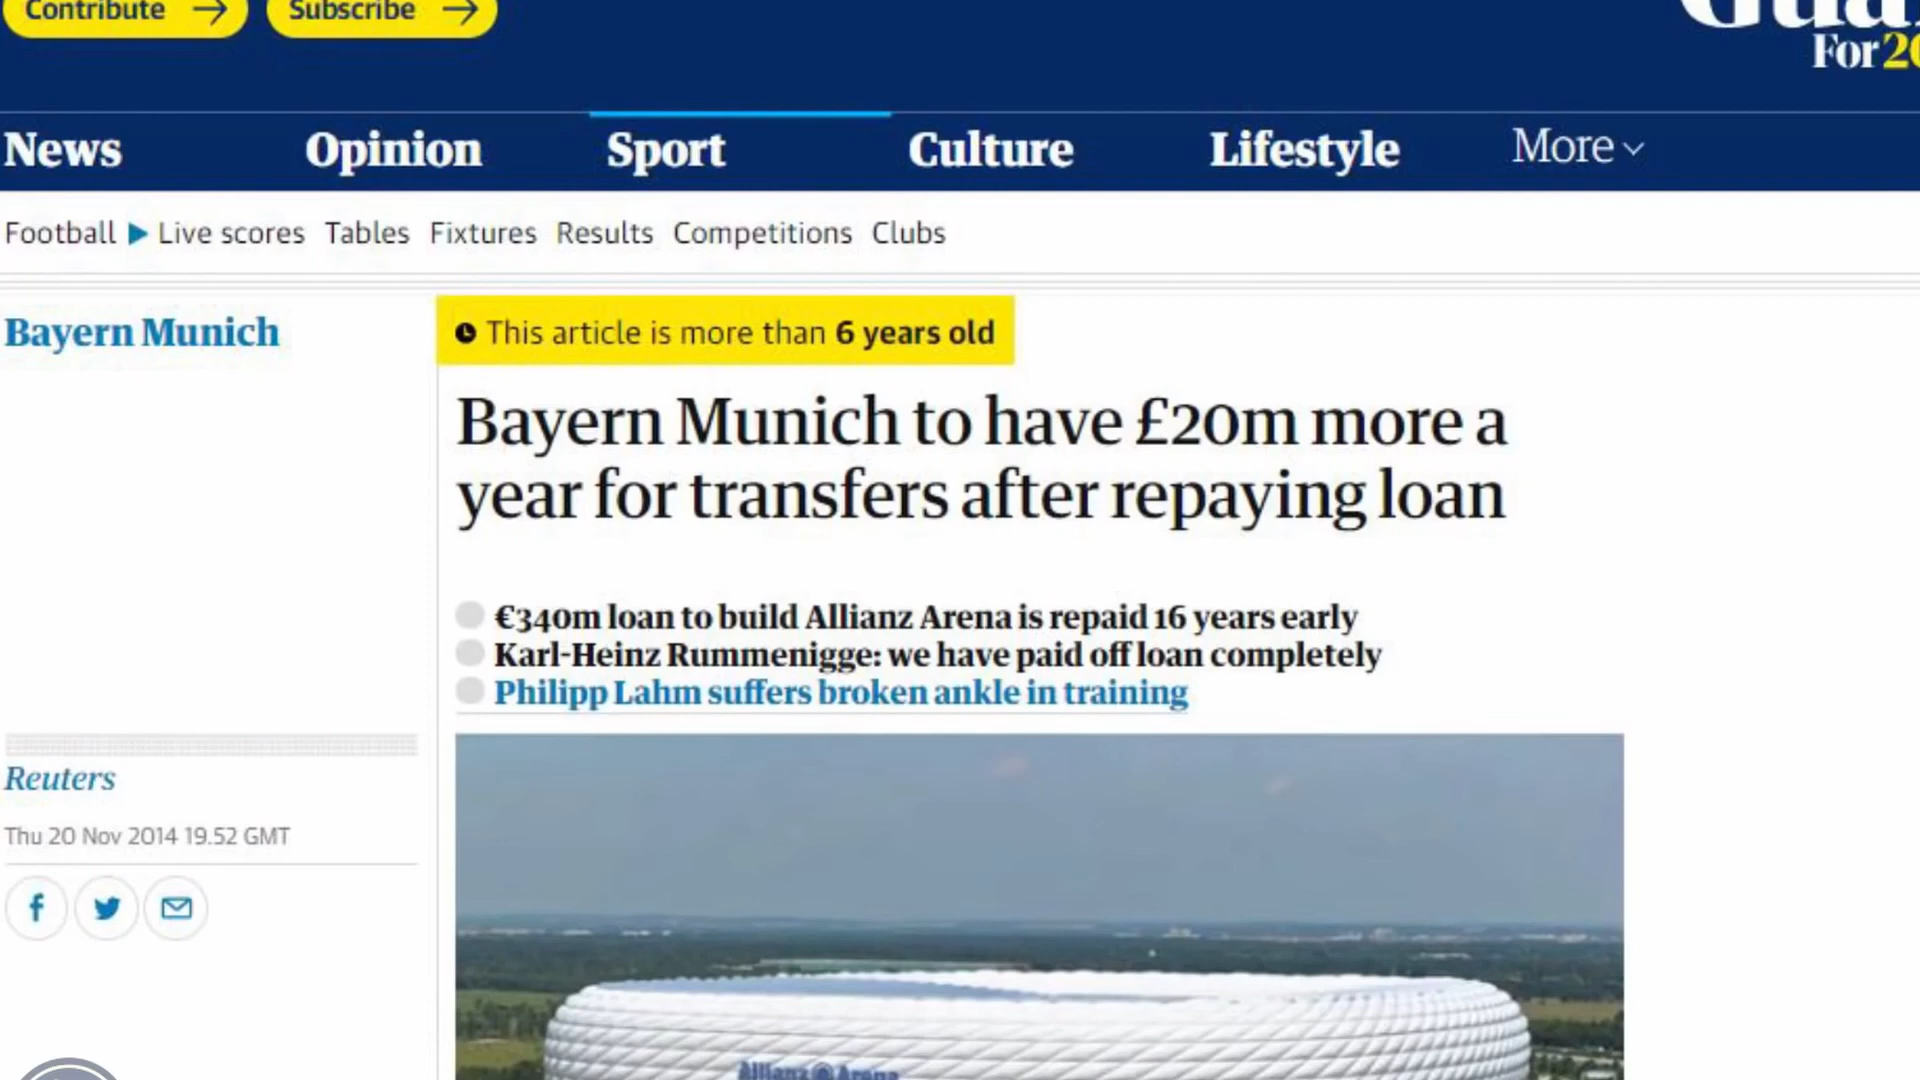 Contribute
Subscribe
For 20
News
Opinion
Sport
Culture
Lifestyle
More
Football
Live scores
Tables
Fixtures
Results
Competitions
Clubs
Bayern Munich
This article is more than 6 years old
Bayern Munich to have £20m more a
year for transfers after repaying loan
€340m loan to build Allianz Arena is repaid 16 years early
Karl-Heinz Rummenigge: we have paid off loan completely
Philipp Lahm suffers broken ankle in training
Reuters
Thu 20 Nov 2014 19.52 GMT
Allianz Arena